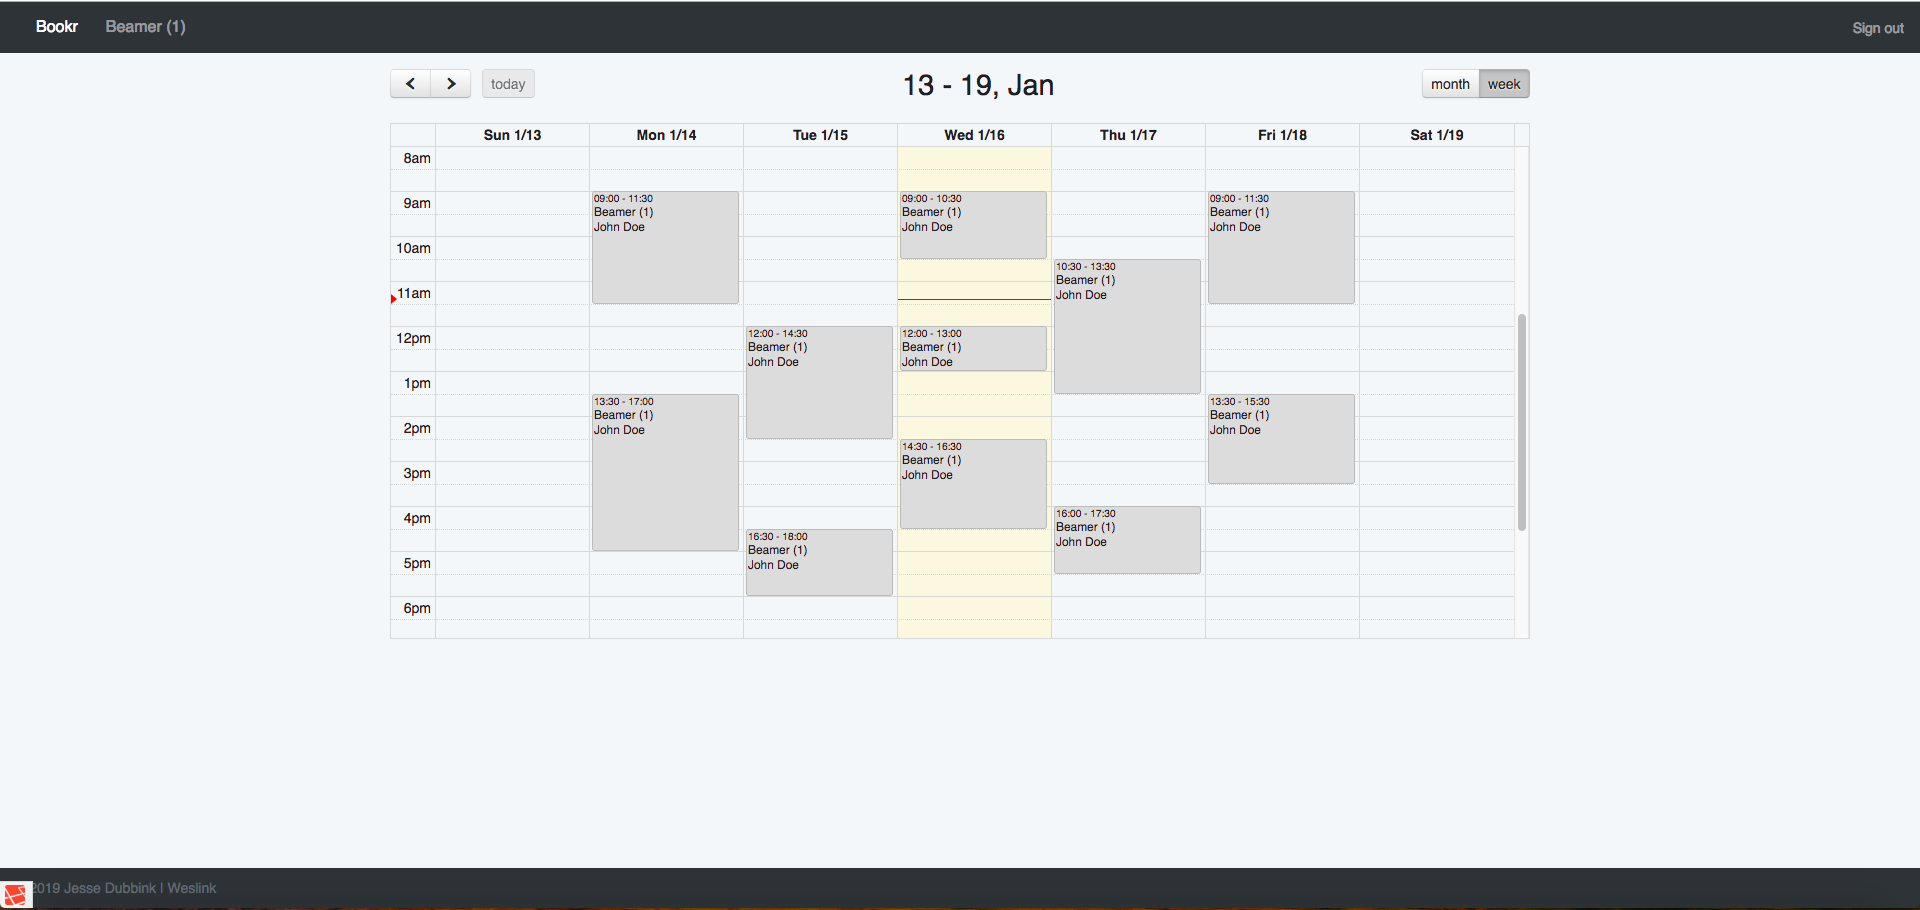 Bookr Beamer (1) Sign out
today 13 - 19, Jan month week
Sun 1/13 Mon 1/14 Tue 1/15 Wed 1/16 Thu 1/17 Fri 1/18 Sat 1/19
8am
9am
10am
11am
12pm
1pm
2pm
3pm
4pm
5pm
6pm
09:00 - 11:30
Beamer (1)
John Doe
13:30 - 17:00
Beamer (1)
John Doe
12:00 - 14:30
Beamer (1)
John Doe
16:30 - 18:00
Beamer (1)
John Doe
09:00 - 10:30
Beamer (1)
John Doe
12:00 - 13:00
Beamer (1)
John Doe
14:30 - 16:30
Beamer (1)
John Doe
10:30 - 13:30
Beamer (1)
John Doe
16:00 - 17:30
Beamer (1)
John Doe
09:00 - 11:30
Beamer (1)
John Doe
13:30 - 15:30
Beamer (1)
John Doe
2019 Jesse Dubbink | Weslink